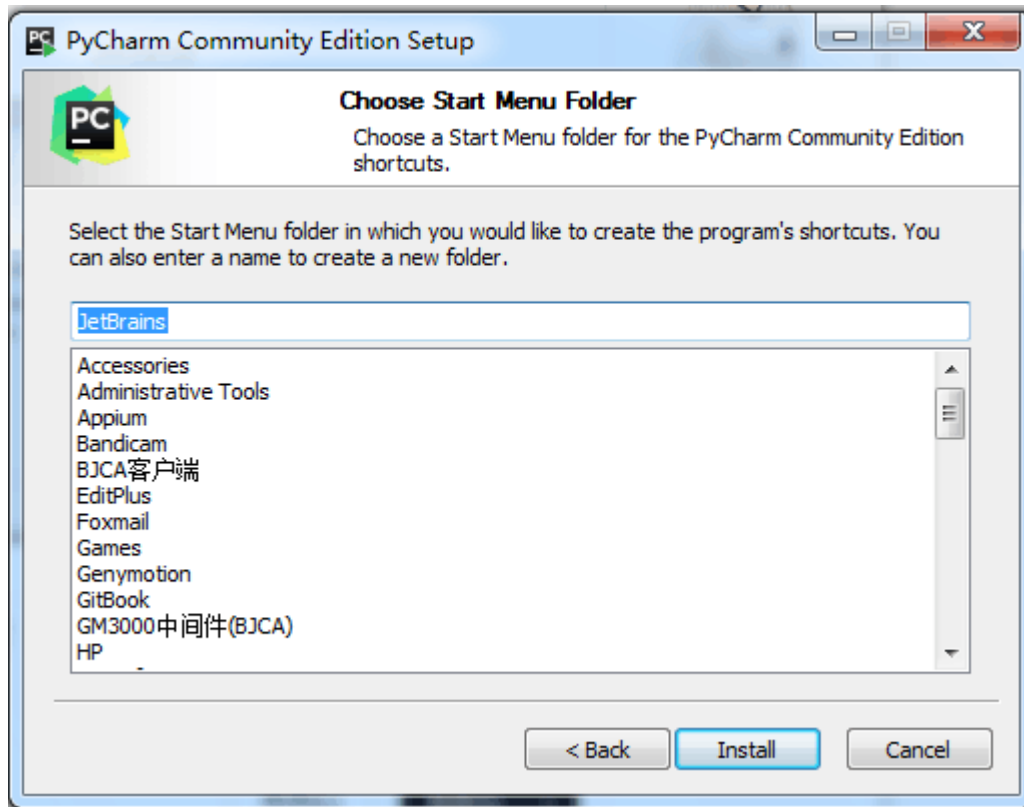 PyCharm Community Edition Setup
PC
Choose Start Menu Folder
Choose a Start Menu folder for the PyCharm Community Edition
shortcuts.
Select the Start Menu folder in which you would like to create the program's shortcuts. You
can also enter a name to create a new folder.
JetBrains
Accessories
Administrative Tools
Appium
Bandicam
BJCA客户端
EditPlus
Foxmail
Games
Genymotion
GitBook
GM3000中间件(BJCA)
HP
< Back
Install
Cancel